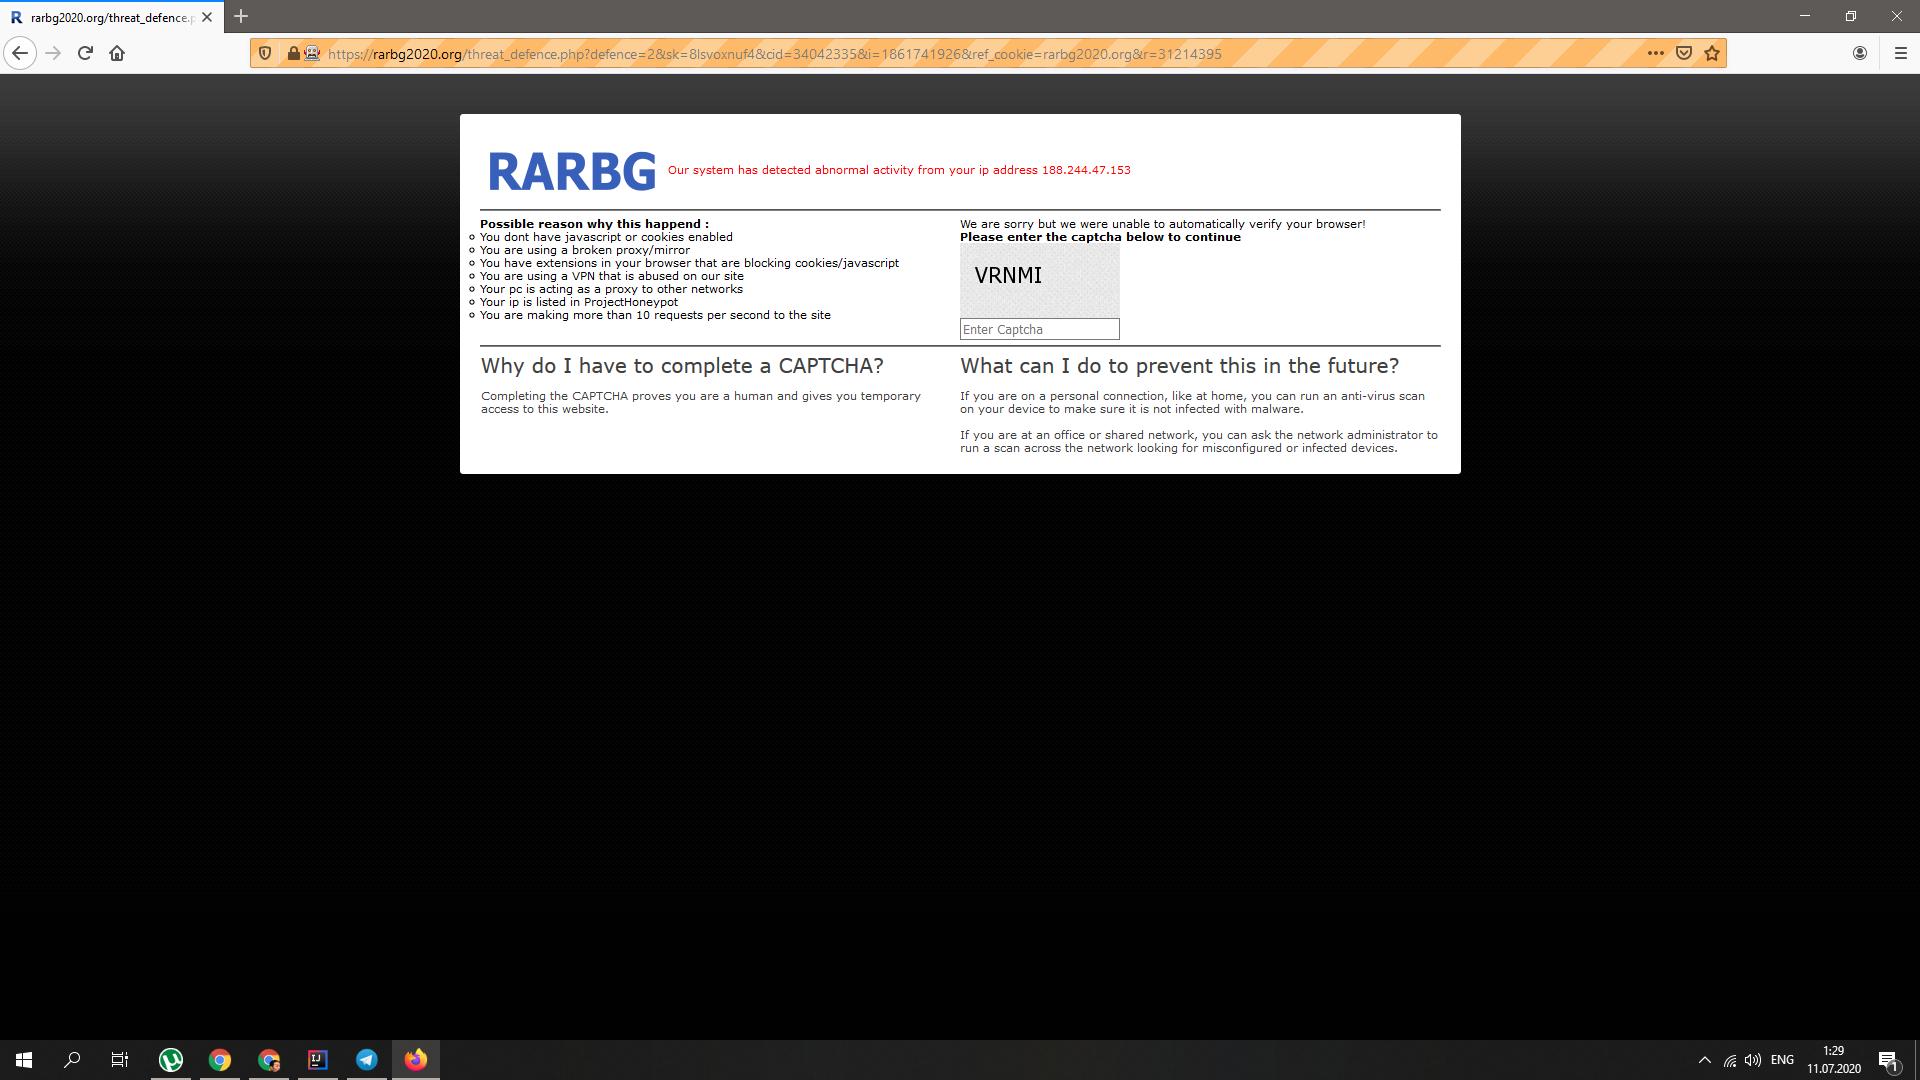 rarbg2020.org/threat_defence.p
https://rarbg2020.org/threat_defence.php?defence=2&sk=8lsvoxnuf4&cid=34042335&i=1861741926&ref_cookie=rarbg2020.org&r=31214395
RARBG
Our system has detected abnormal activity from your ip address 188.244.47.153
Possible reason why this happend :
You dont have javascript or cookies enabled
You are using a broken proxy/mirror
You have extensions in your browser that are blocking cookies/javascript
You are using a VPN that is abused on our site
Your pc is acting as a proxy to other networks
Your ip is listed in ProjectHoneypot
You are making more than 10 requests per second to the site
We are sorry but we were unable to automatically verify your browser!
Please enter the captcha below to continue
VRNMI
Enter Captcha
Why do I have to complete a CAPTCHA?
Completing the CAPTCHA proves you are a human and gives you temporary
access to this website.
What can I do to prevent this in the future?
If you are on a personal connection, like at home, you can run an anti-virus scan
on your device to make sure it is not infected with malware.
If you are at an office or shared network, you can ask the network administrator to
run a scan across the network looking for misconfigured or infected devices.
ENG
1:29
11.07.2020
1